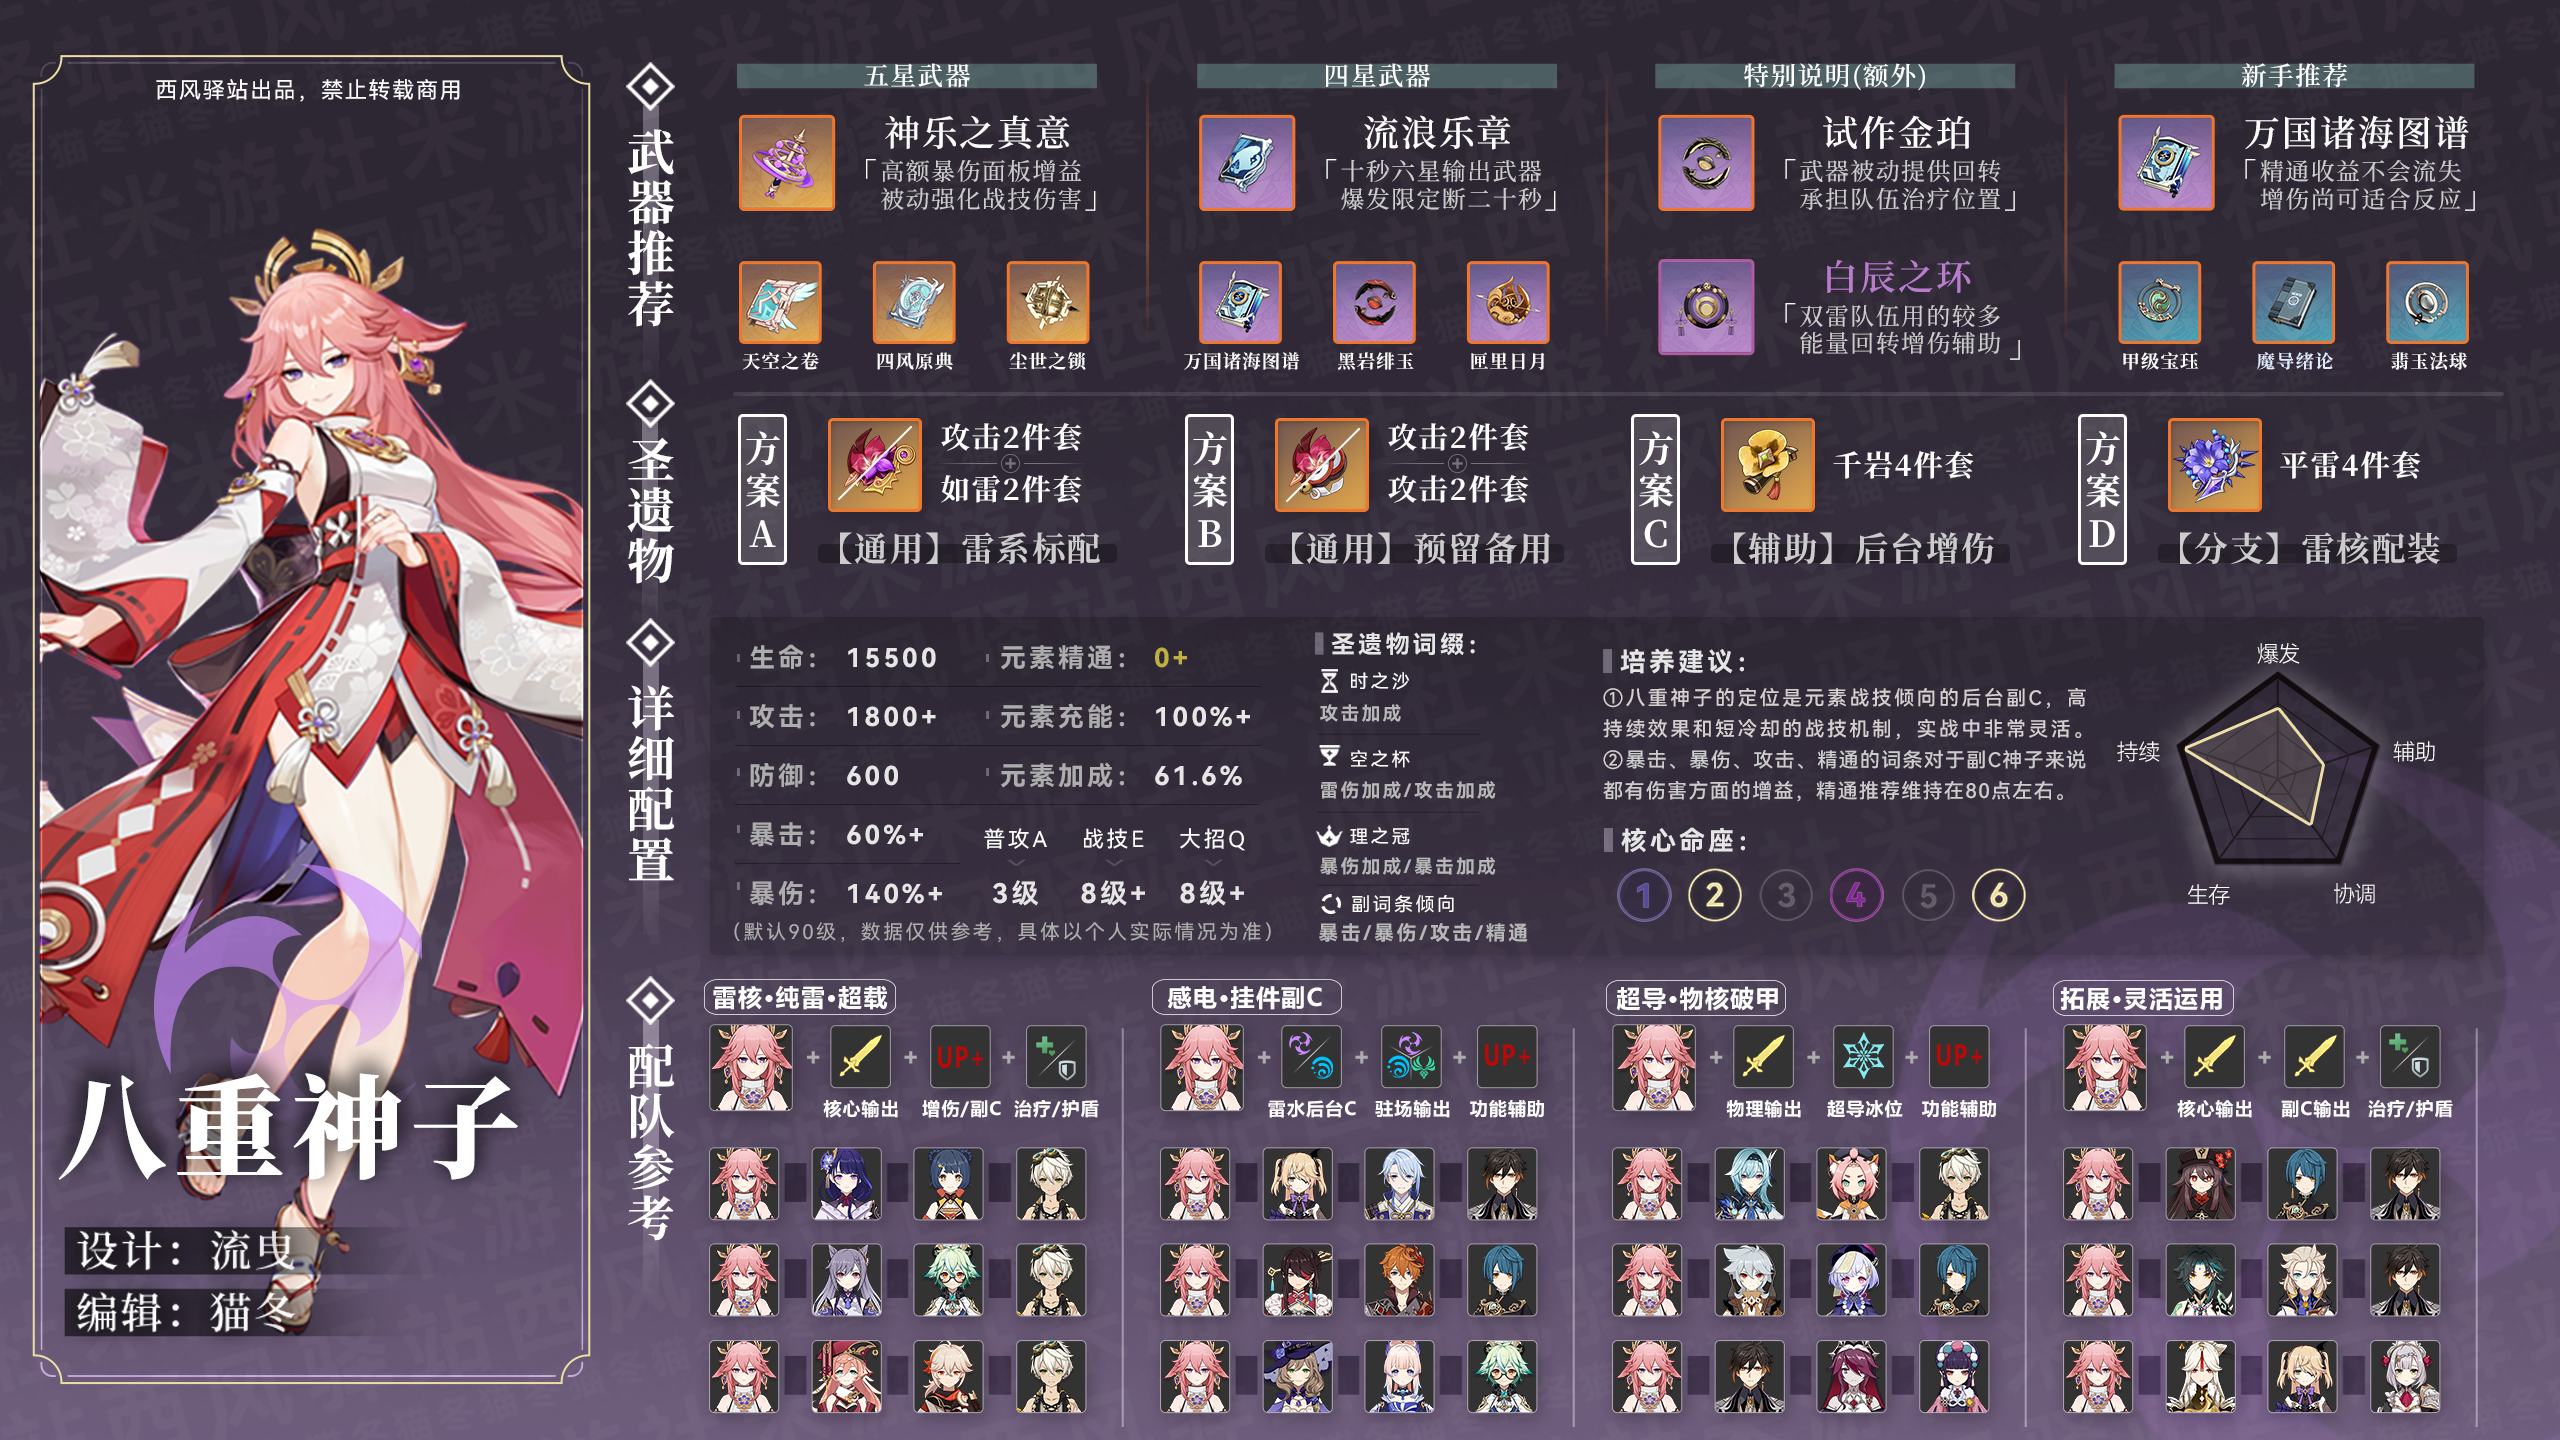 西风驿站出品，禁止转载商用
八重神子
设计：流曳
编辑：猫冬
武器推荐
五星武器
神乐之真意
「高额暴伤面板增益
被动强化战技伤害」
天空之卷 四风原典 尘世之锁
四星武器
流浪乐章
「十秒六星输出武器
爆发限定断二十秒」
万国诸海图谱 黑岩绯玉 匣里日月
特别说明(额外)
试作金珀
「武器被动提供回转
承担队伍治疗位置」
白辰之环
「双雷队伍用的较多
能量回转增伤辅助」
新手推荐
万国诸海图谱
「精通收益不会流失
增伤尚可适合反应」
甲级宝珏 魔导绪论 翡玉法球
圣遗物
方案A
攻击2件套
如雷2件套
【通用】雷系标配
方案B
攻击2件套
攻击2件套
【通用】预留备用
方案C
千岩4件套
【辅助】后台增伤
方案D
平雷4件套
【分支】雷核配装
详细配置
生命：15500 元素精通：0+
攻击：1800+ 元素充能：100%+
防御：600 元素加成：61.6%
暴击：60%+ 普攻A 战技E 大招Q
暴伤：140%+ 3级 8级+ 8级+
(默认90级，数据仅供参考，具体以个人实际情况为准)
圣遗物词缀：
时之沙
攻击加成
空之杯
雷伤加成/攻击加成
理之冠
暴伤加成/暴击加成
副词条倾向
暴击/暴伤/攻击/精通
培养建议：
①八重神子的定位是元素战技倾向的后台副C，高
持续效果和短冷却的战技机制，实战中非常灵活。
②暴击、暴伤、攻击、精通的词条对于副C神子来说
都有伤害方面的增益，精通推荐维持在80点左右。
核心命座：
1 2 3 4 5 6
爆发
持续 辅助
生存 协调
配队参考
雷核·纯雷·超载
+ + UP+ +
核心输出 增伤/副C 治疗/护盾
感电·挂件副C
+ + + UP+
雷水后台C 驻场输出 功能辅助
超导·物核破甲
+ + + UP+
物理输出 超导冰位 功能辅助
拓展·灵活运用
+ + +
核心输出 副C输出 治疗/护盾